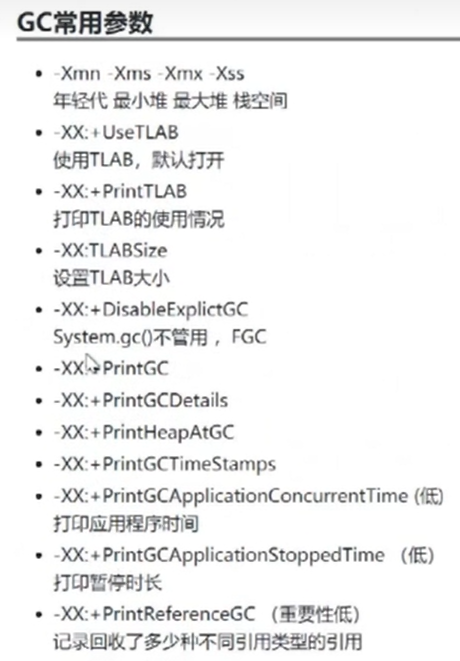 GC常用参数
-Xmn -Xms -Xmx -Xss
年轻代 最小堆 最大堆 栈空间
-XX:+UseTLAB
使用TLAB，默认打开
-XX:+PrintTLAB
打印TLAB的使用情况
-XX:TLABSize
设置TLAB大小
-XX:+DisableExplictGC
System.gc()不管用 ，FGC
-XX:+PrintGC
-XX:+PrintGCDetails
-XX:+PrintHeapAtGC
-XX:+PrintGCTimeStamps
-XX:+PrintGCApplicationConcurrentTime (低)
打印应用程序时间
-XX:+PrintGCApplicationStoppedTime （低）
打印暂停时长
-XX:+PrintReferenceGC （重要性低）
记录回收了多少种不同引用类型的引用